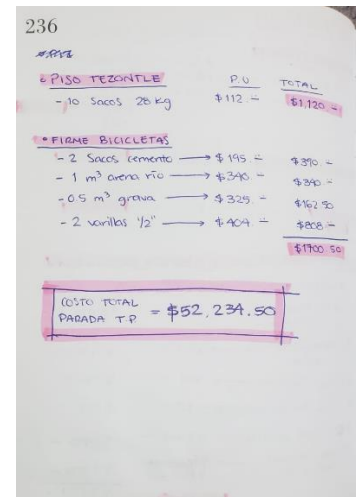 236
• PISO TEZONTLE P.U TOTAL
- 10 Sacos 28 Kg $112.- $1,120.-
• FIRME BICICLETAS
- 2 Sacos cemento → $195.- $390.-
- 1 m³ arena río → $340.- $340.-
- 0.5 m³ grava → $325.- $162.50
- 2 varillas 1/2" → $404.- $808.-
$1700.50
COSTO TOTAL
PARADA T.P. = $52,234.50